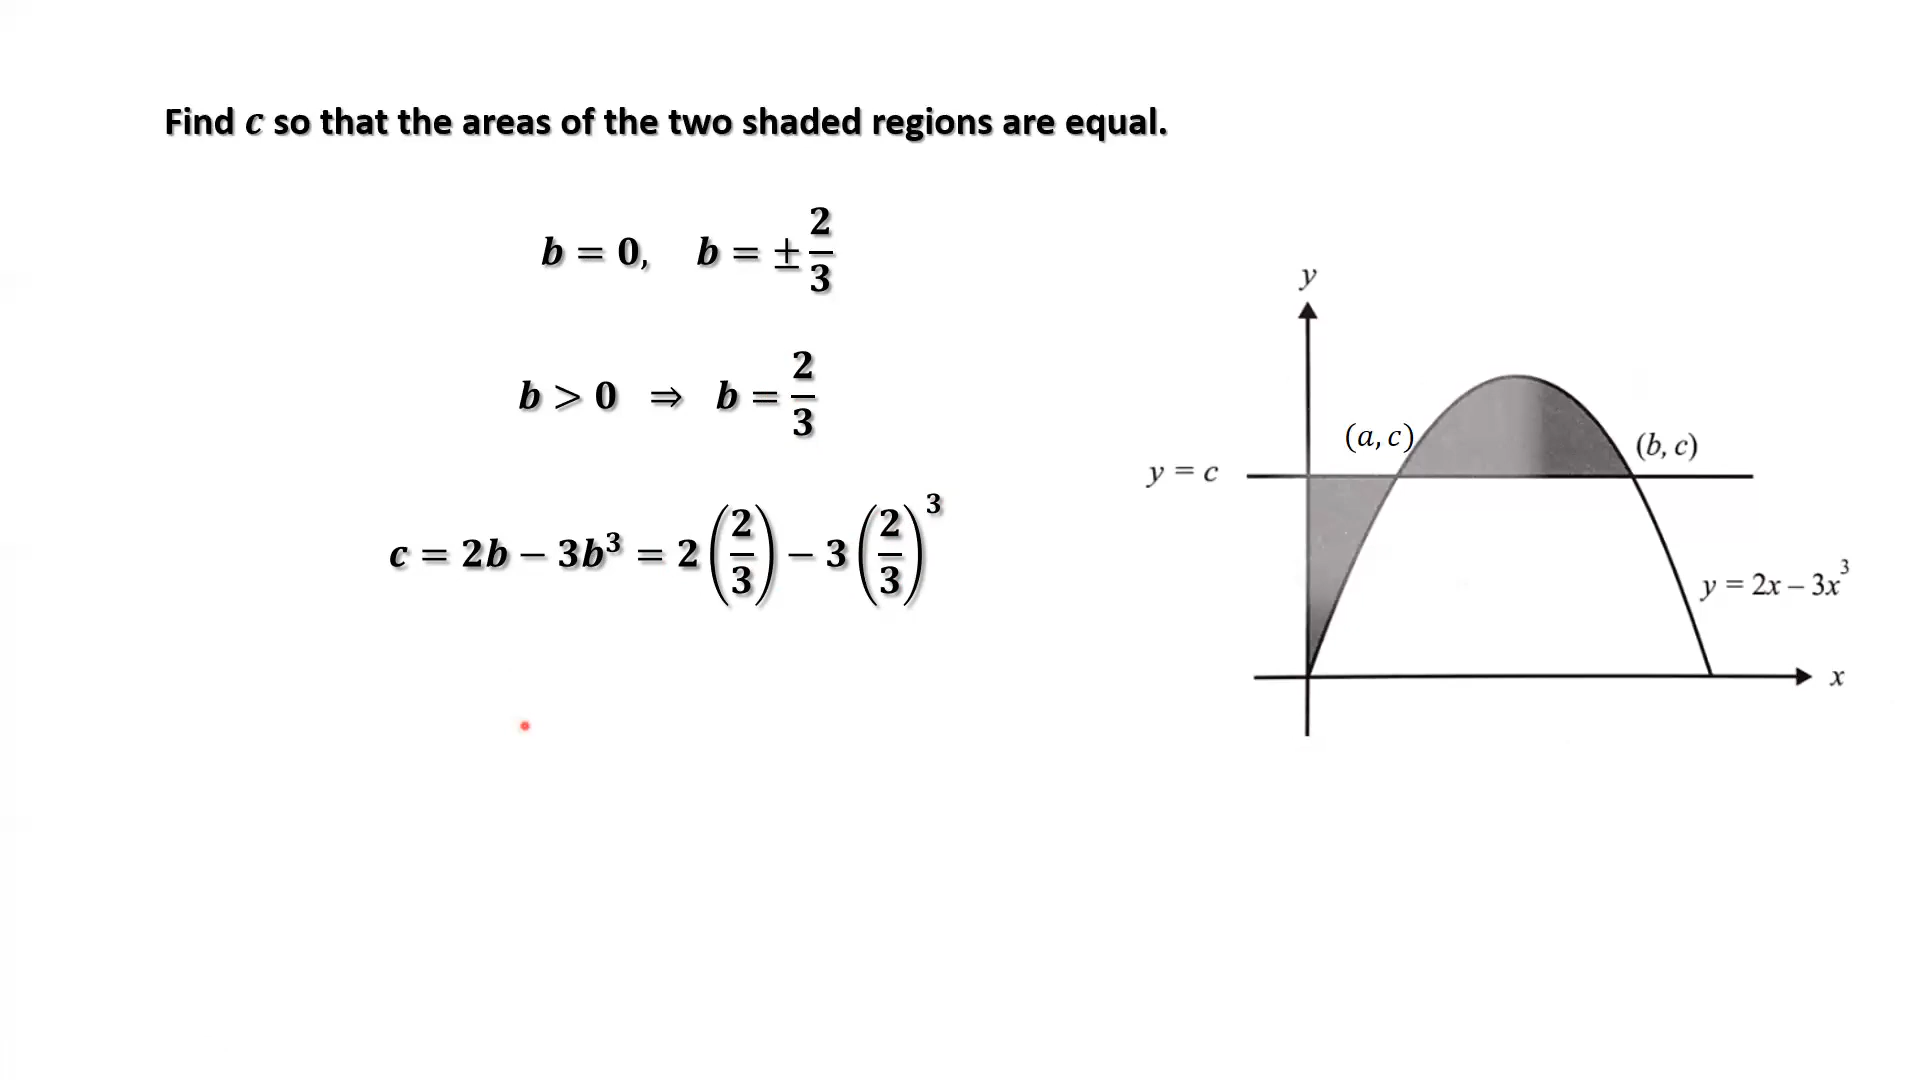 Find c so that the areas of the two shaded regions are equal.
b = 0, b = ± 2/3
b > 0 ⇒ b = 2/3
c = 2b − 3b³ = 2(2/3) − 3(2/3)³
y
(a, c)
(b, c)
y = c
y = 2x – 3x³
x